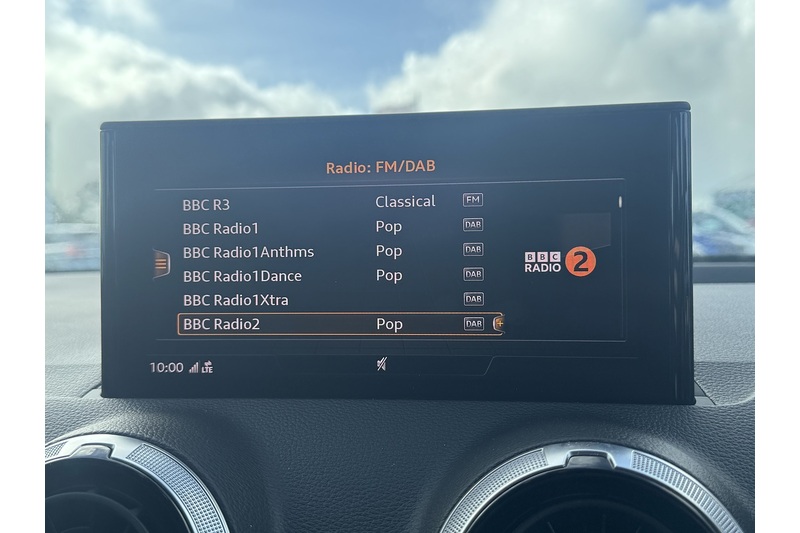 Radio: FM/DAB
BBC R3 Classical FM
BBC Radio1 Pop DAB
BBC Radio1Anthms Pop DAB
BBC Radio1Dance Pop DAB
BBC Radio1Xtra DAB
BBC Radio2 Pop DAB
BBC
RADIO 2
10:00 LTE